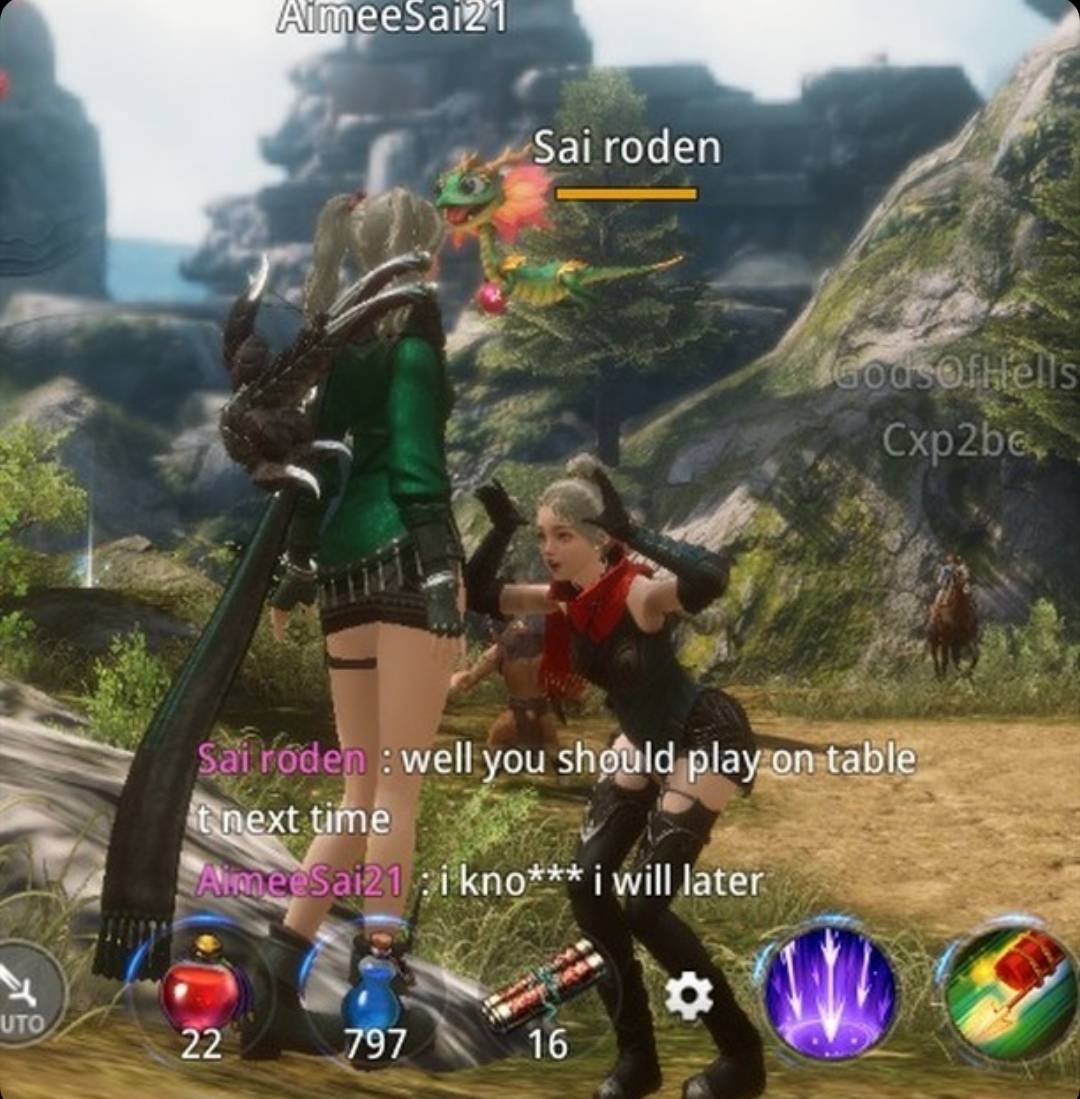 AimeeSai21
Sai roden
GodsOfHells
Cxp2bc
Sai roden : well you should play on table
t next time
AimeeSai21 : i kno*** i will later
UTO
22
797
16